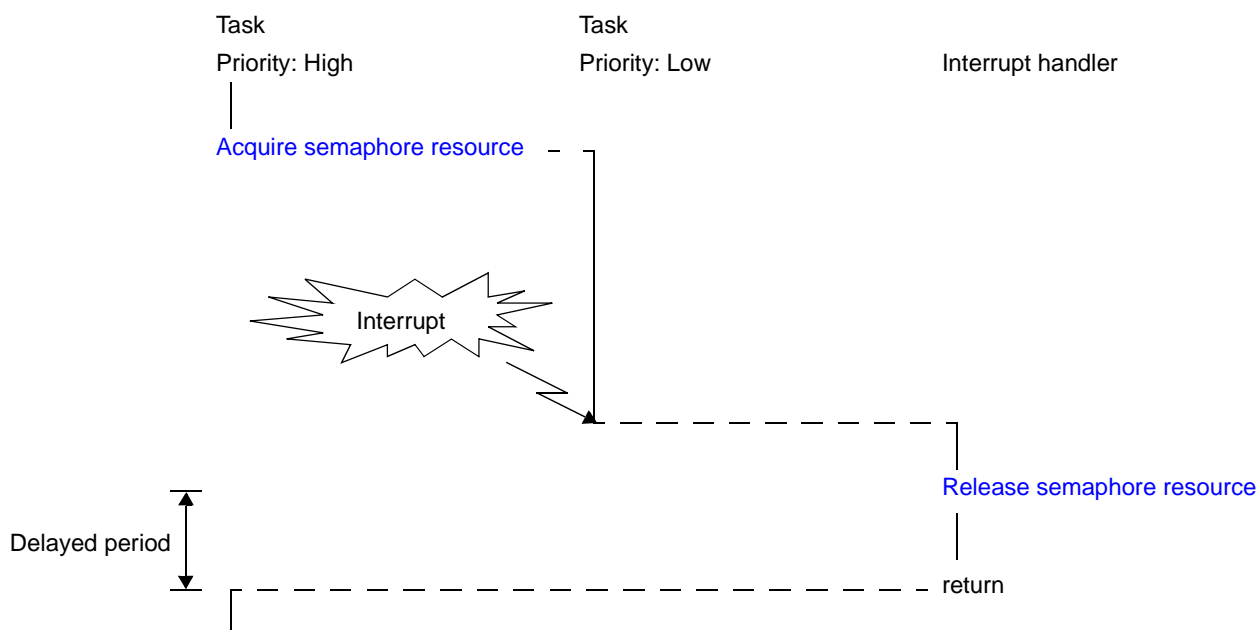 Task
Priority: High
Task
Priority: Low
Interrupt handler
Acquire semaphore resource
Interrupt
Release semaphore resource
Delayed period
return